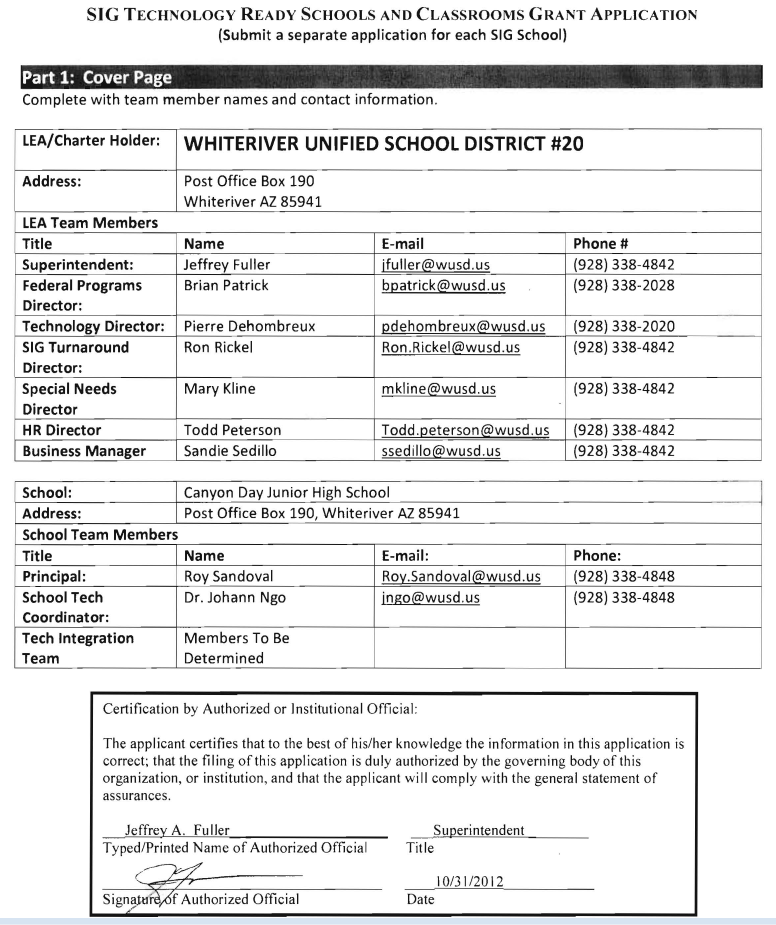 SIG TECHNOLOGY READY SCHOOLS AND CLASSROOMS GRANT APPLICATION
(Submit a separate application for each SIG School)
Part 1: Cover Page
Complete with team member names and contact information.
LEA/Charter Holder: WHITERIVER UNIFIED SCHOOL DISTRICT #20
Address: Post Office Box 190
Whiteriver AZ 85941
LEA Team Members
Title Name E-mail Phone #
Superintendent: Jeffrey Fuller jfuller@wusd.us (928) 338-4842
Federal Programs Brian Patrick bpatrick@wusd.us (928) 338-2028
Director:
Technology Director: Pierre Dehombreux pdehombreux@wusd.us (928) 338-2020
SIG Turnaround Ron Rickel Ron.Rickel@wusd.us (928) 338-4842
Director:
Special Needs Mary Kline mkline@wusd.us (928) 338-4842
Director
HR Director Todd Peterson Todd.peterson@wusd.us (928) 338-4842
Business Manager Sandie Sedillo ssedillo@wusd.us (928) 338-4842
School: Canyon Day Junior High School
Address: Post Office Box 190, Whiteriver AZ 85941
School Team Members
Title Name E-mail: Phone:
Principal: Roy Sandoval Roy.Sandoval@wusd.us (928) 338-4848
School Tech Dr. Johann Ngo jngo@wusd.us (928) 338-4848
Coordinator:
Tech Integration Members To Be
Team Determined
Certification by Authorized or Institutional Official:
The applicant certifies that to the best of his/her knowledge the information in this application is
correct; that the filing of this application is duly authorized by the governing body of this
organization, or institution, and that the applicant will comply with the general statement of
assurances.
Jeffrey A. Fuller Superintendent
Typed/Printed Name of Authorized Official Title
10/31/2012
Signature of Authorized Official Date